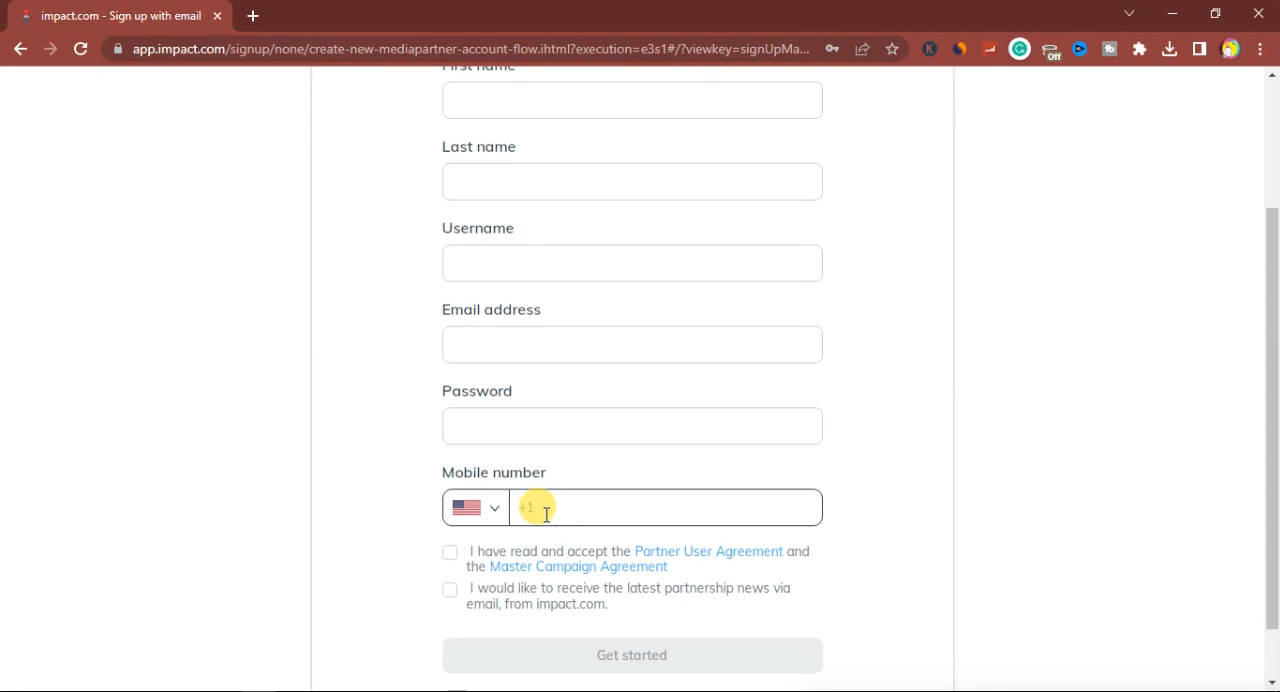 impact.com - Sign up with email
app.impact.com/signup/none/create-new-mediapartner-account-flow.ihtml?execution=e3s1#/?viewkey=signUpMa...
Off
First name
Last name
Username
Email address
Password
Mobile number
+1
I have read and accept the Partner User Agreement and
the Master Campaign Agreement
I would like to receive the latest partnership news via
email, from impact.com.
Get started